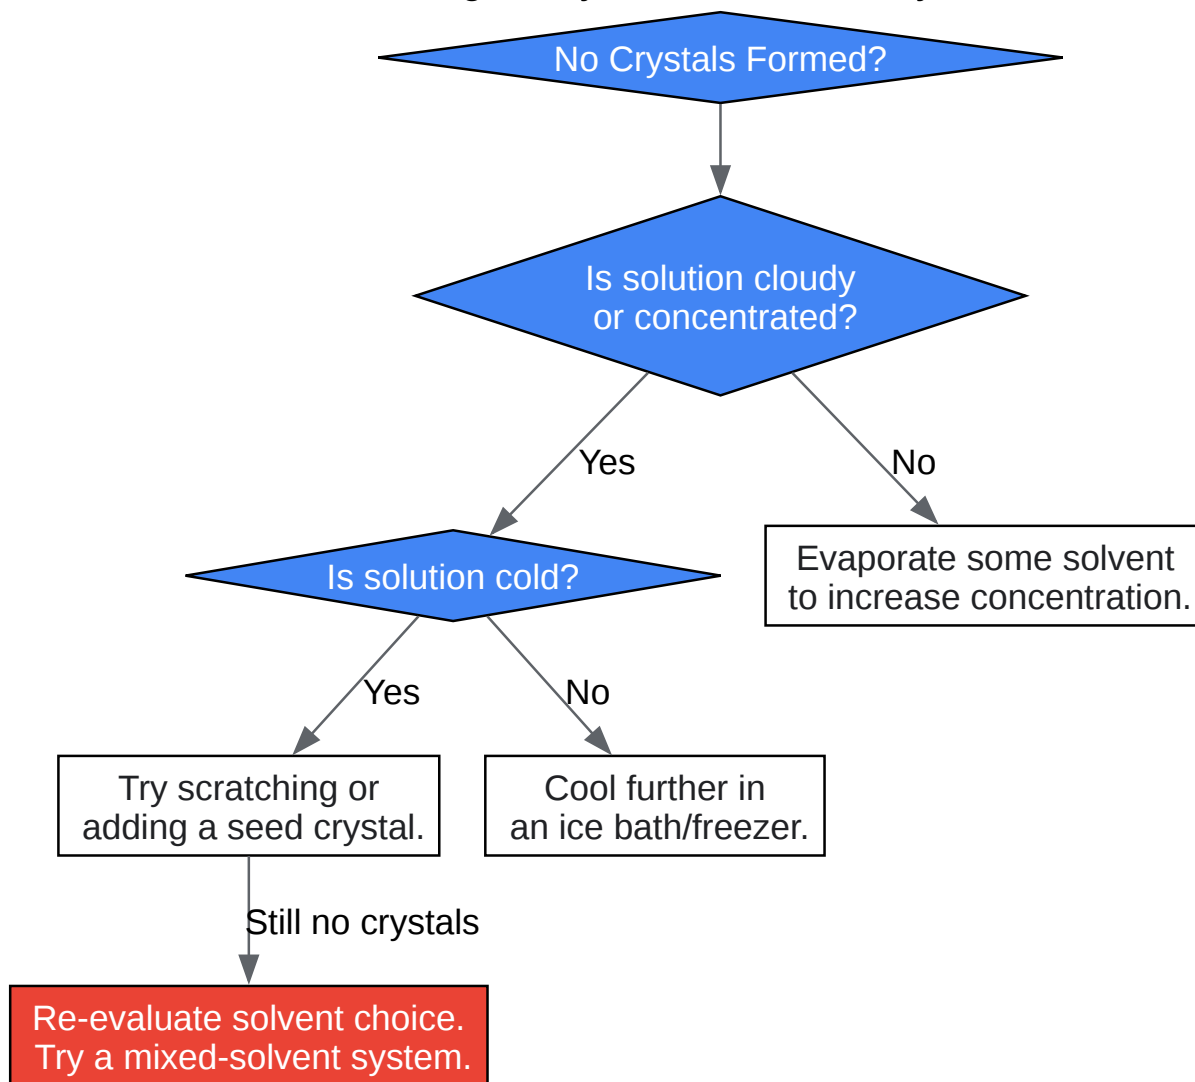 No Crystals Formed?
Is solution cloudy
or concentrated?
Yes
No
Is solution cold?
Evaporate some solvent
to increase concentration.
Yes
No
Try scratching or
adding a seed crystal.
Cool further in
an ice bath/freezer.
Still no crystals
Re-evaluate solvent choice.
Try a mixed-solvent system.